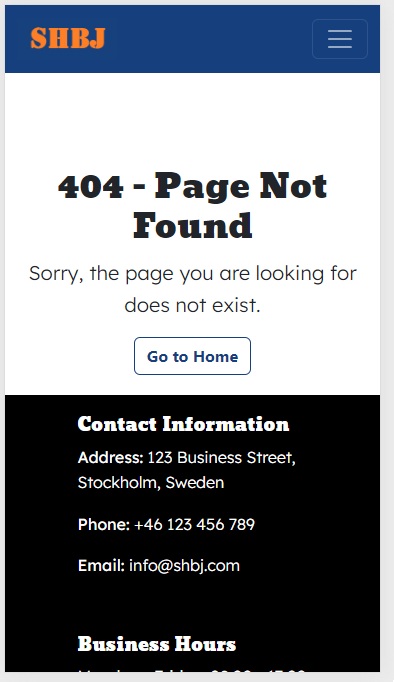 SHBJ
404 - Page Not
Found
Sorry, the page you are looking for
does not exist.
Go to Home
Contact Information
Address: 123 Business Street,
Stockholm, Sweden
Phone: +46 123 456 789
Email: info@shbj.com
Business Hours